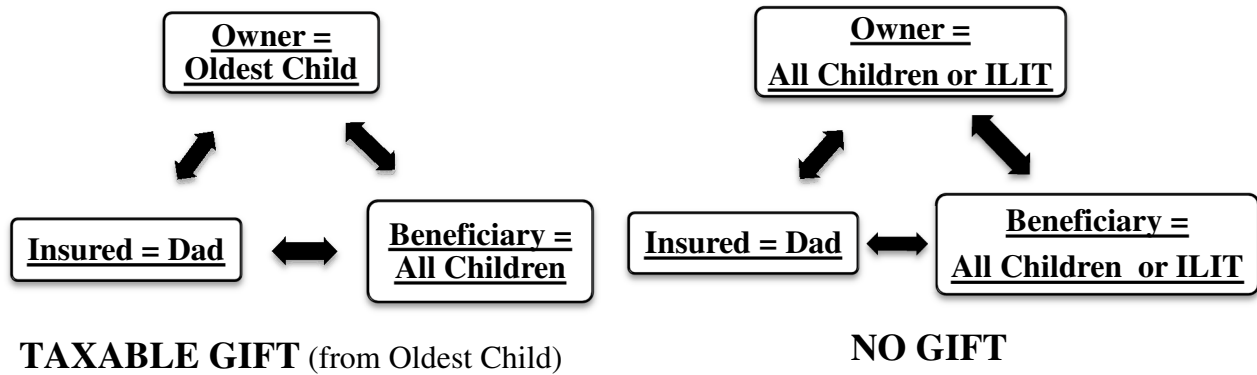 Owner =
Oldest Child
Insured = Dad
Beneficiary =
All Children
TAXABLE GIFT (from Oldest Child)
Owner =
All Children or ILIT
Insured = Dad
Beneficiary =
All Children or ILIT
NO GIFT